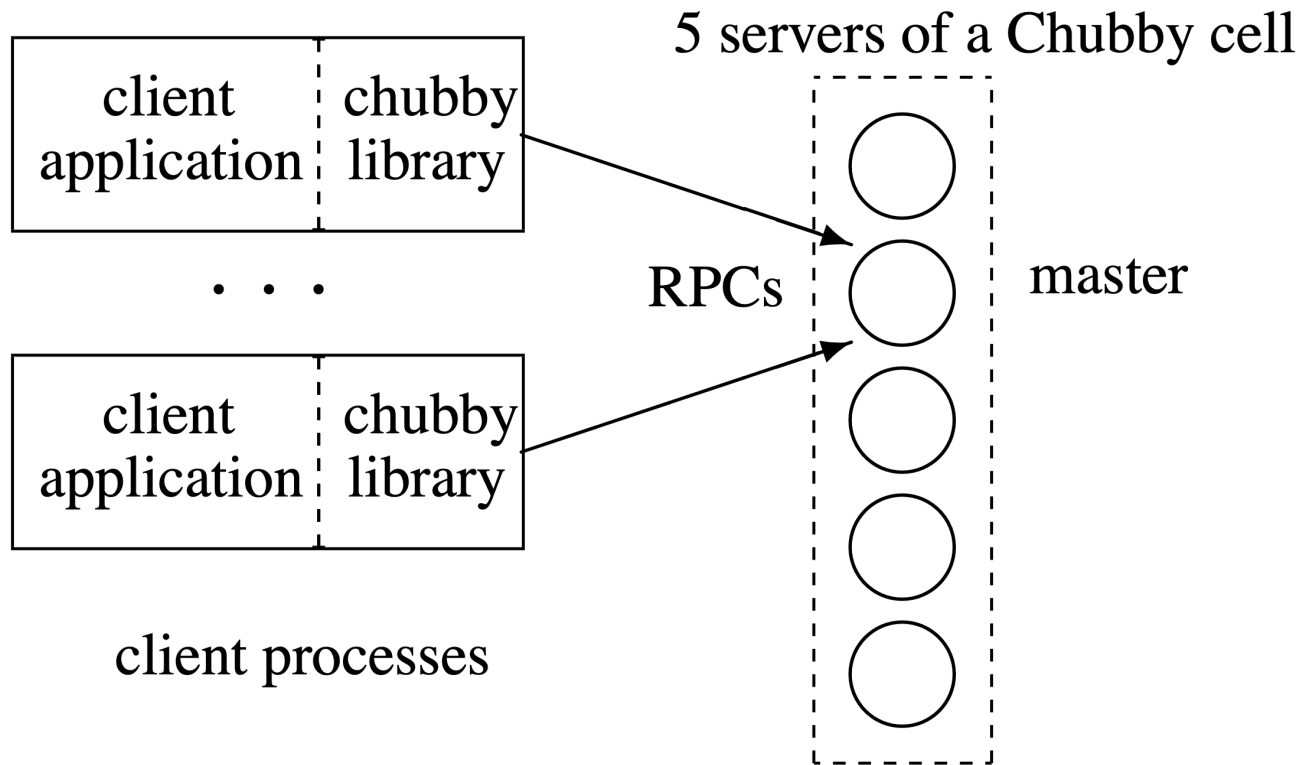 5 servers of a Chubby cell
client
application
chubby
library
. . .
RPCs
master
client
application
chubby
library
client processes